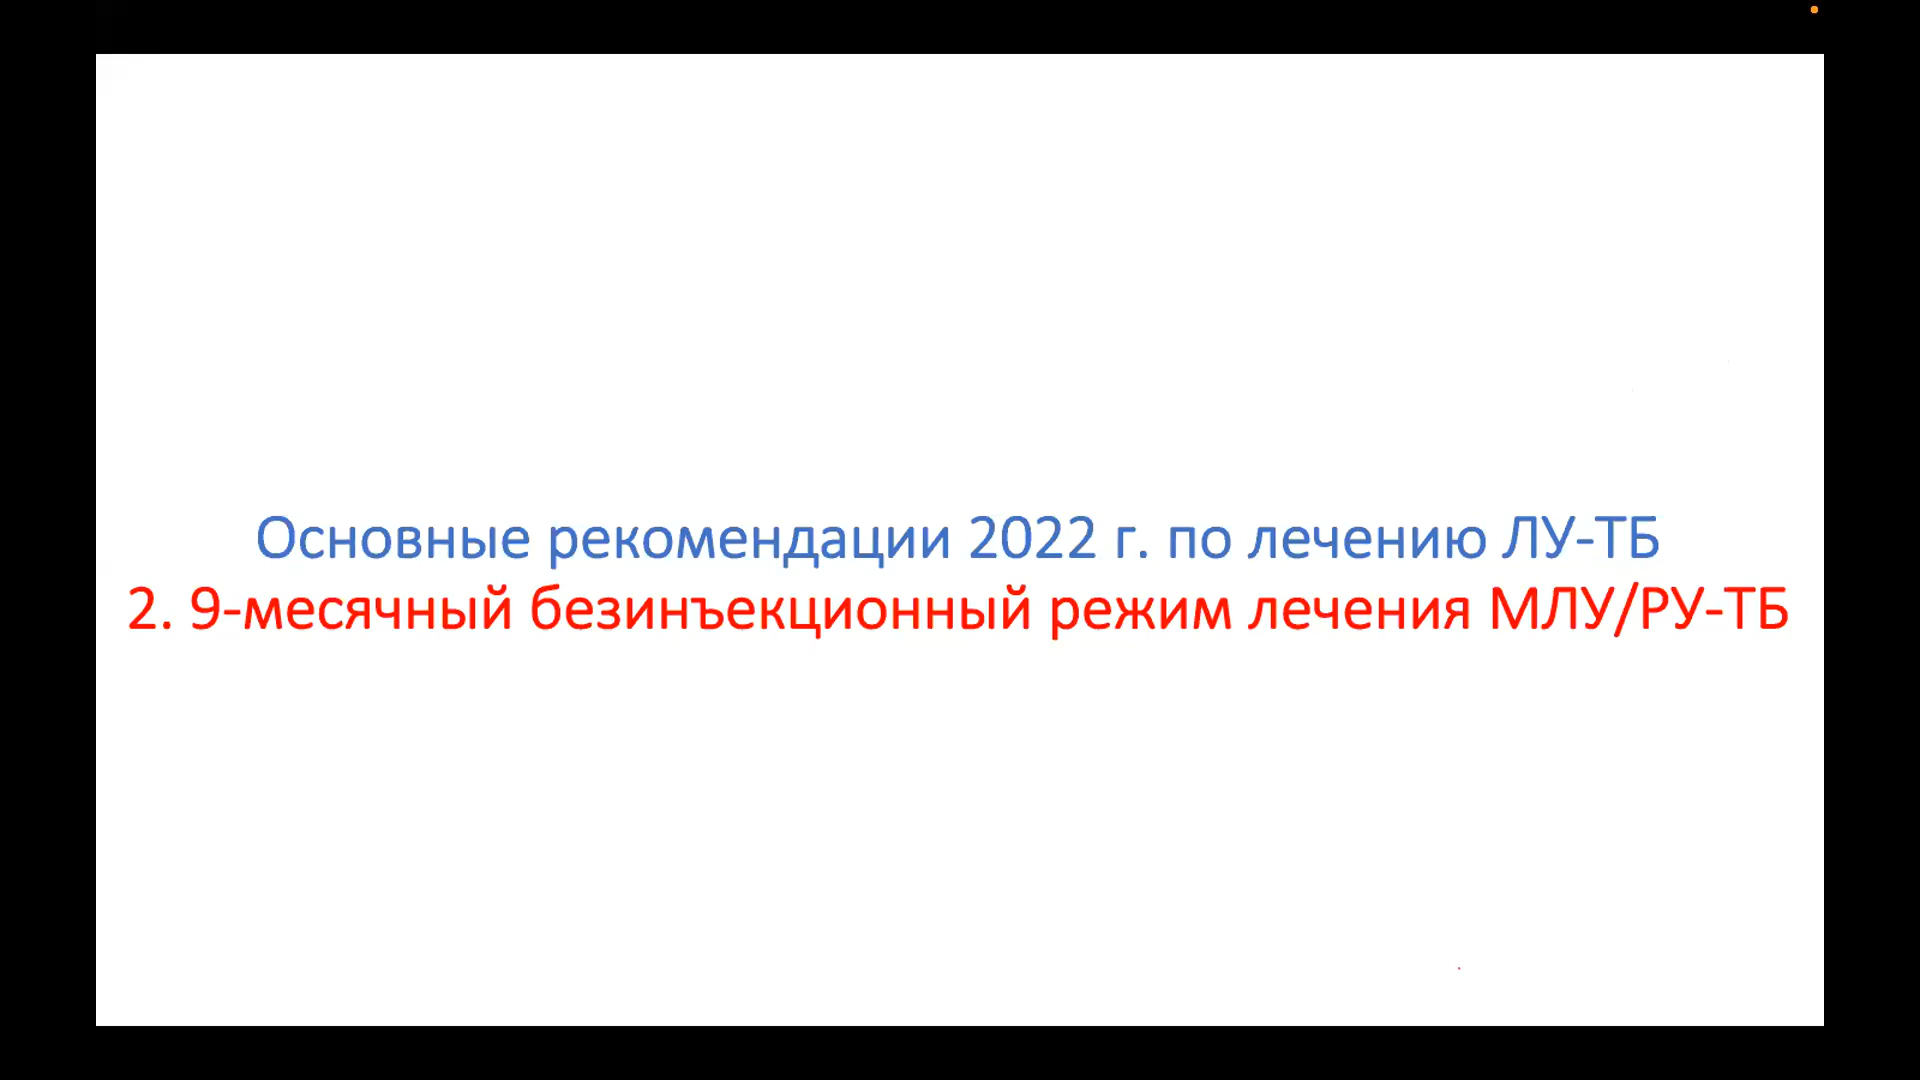 Основные рекомендации 2022 г. по лечению ЛУ-ТБ
2. 9-месячный безинъекционный режим лечения МЛУ/РУ-ТБ